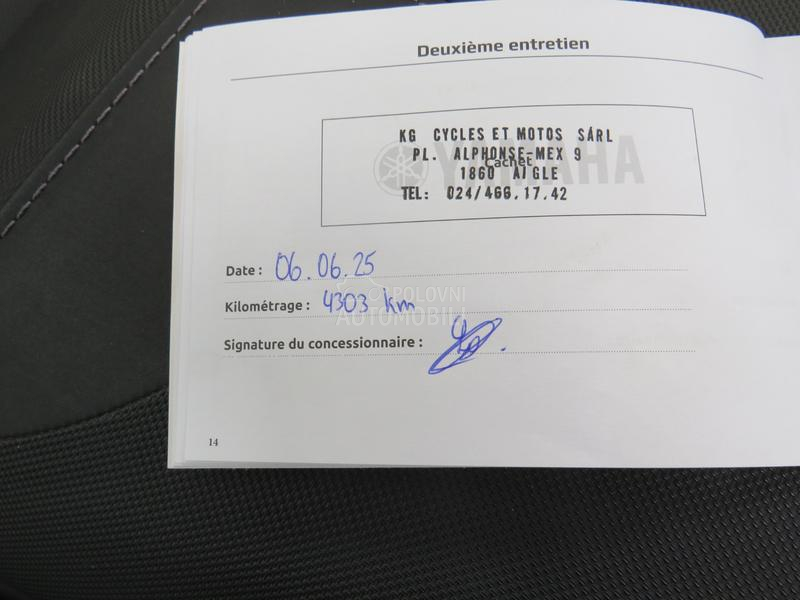 Deuxième entretien
KG CYCLES ET MOTOS SÁRL
PL. ALPHONSE-MEX 9
Cachet
YAMAHA
1860 AIGLE
TEL: 024/466.17.42
Date : 06.06.25
Kilométrage : 4303 km
POLOVNI
AUTOMOBILI
Signature du concessionnaire :
14